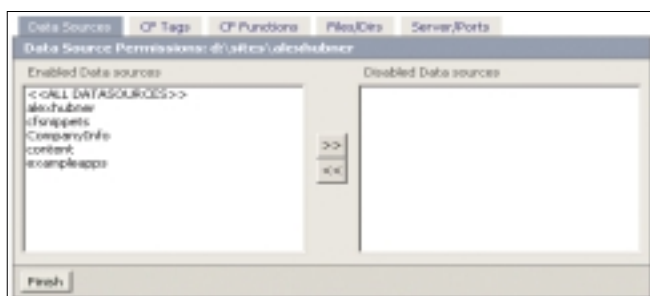 Data Sources CF Tags CF Functions Files/Dirs Server/Ports
Data Source Permissions: d:\sites\alexhubner
Enabled Data sources Disabled Data sources
<<ALL DATASOURCES>>
alexhubner
cfsnippets
CompanyInfo
content
exampleapps
>>
<<
Finish